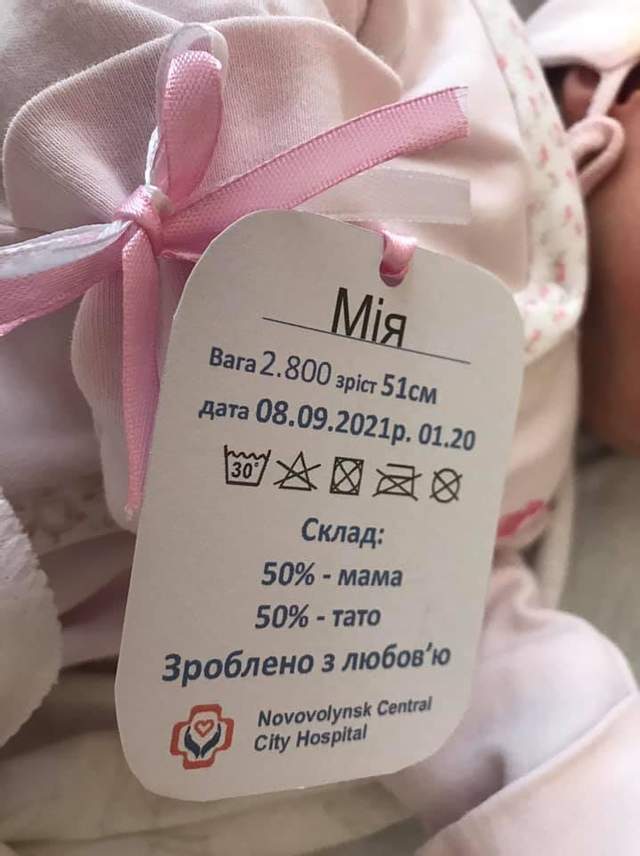 Мія
Вага 2.800 зріст 51см
дата 08.09.2021р. 01.20
30°
Склад:
50% - мама
50% - тато
Зроблено з любов'ю
Novovolynsk Central
City Hospital